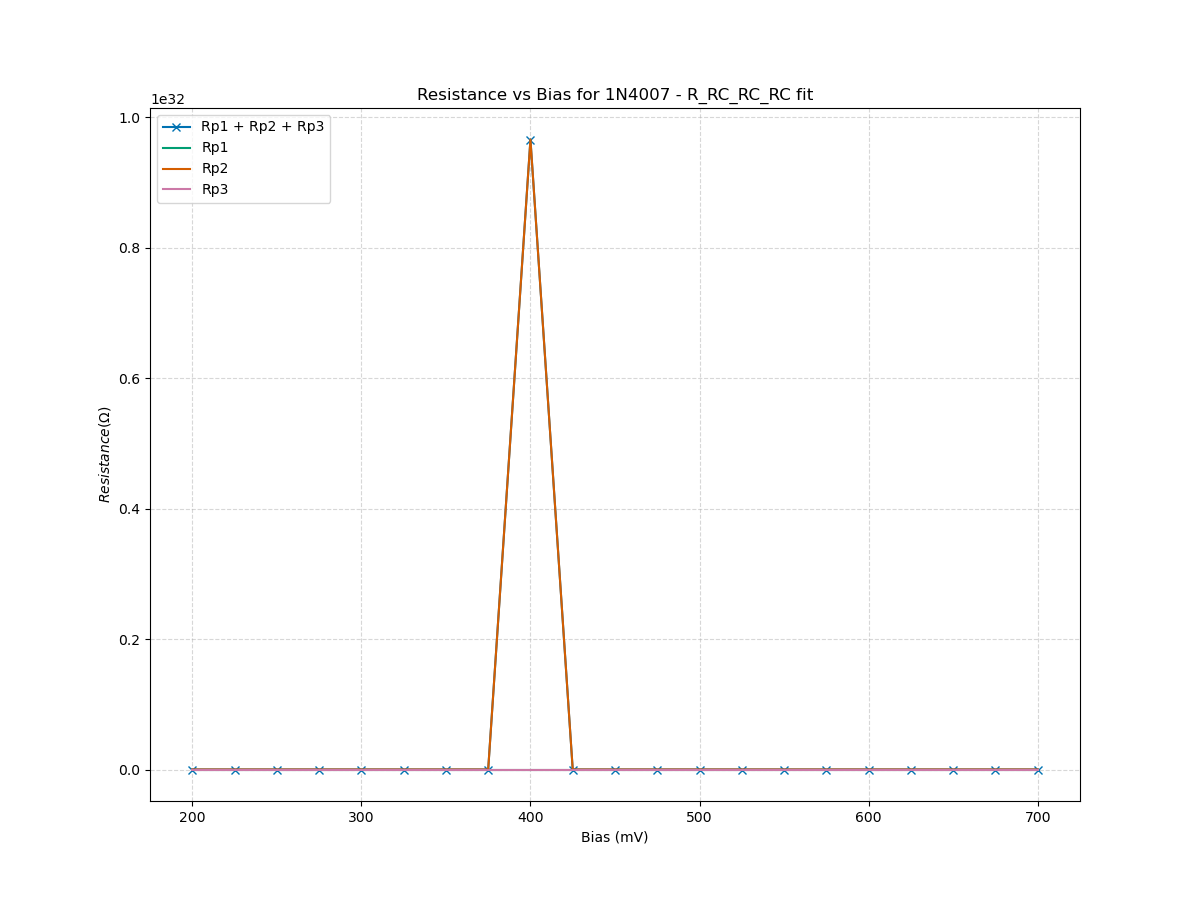 Resistance vs Bias for 1N4007 - R_RC_RC_RC fit
1e32
Rp1 + Rp2 + Rp3
Rp1
Rp2
Rp3
1.0
0.8
0.6
0.4
0.2
0.0
Resistance(Ω)
200 300 400 500 600 700
Bias (mV)